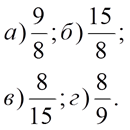 а) 9/8; б) 15/8;
в) 8/15; г) 8/9.